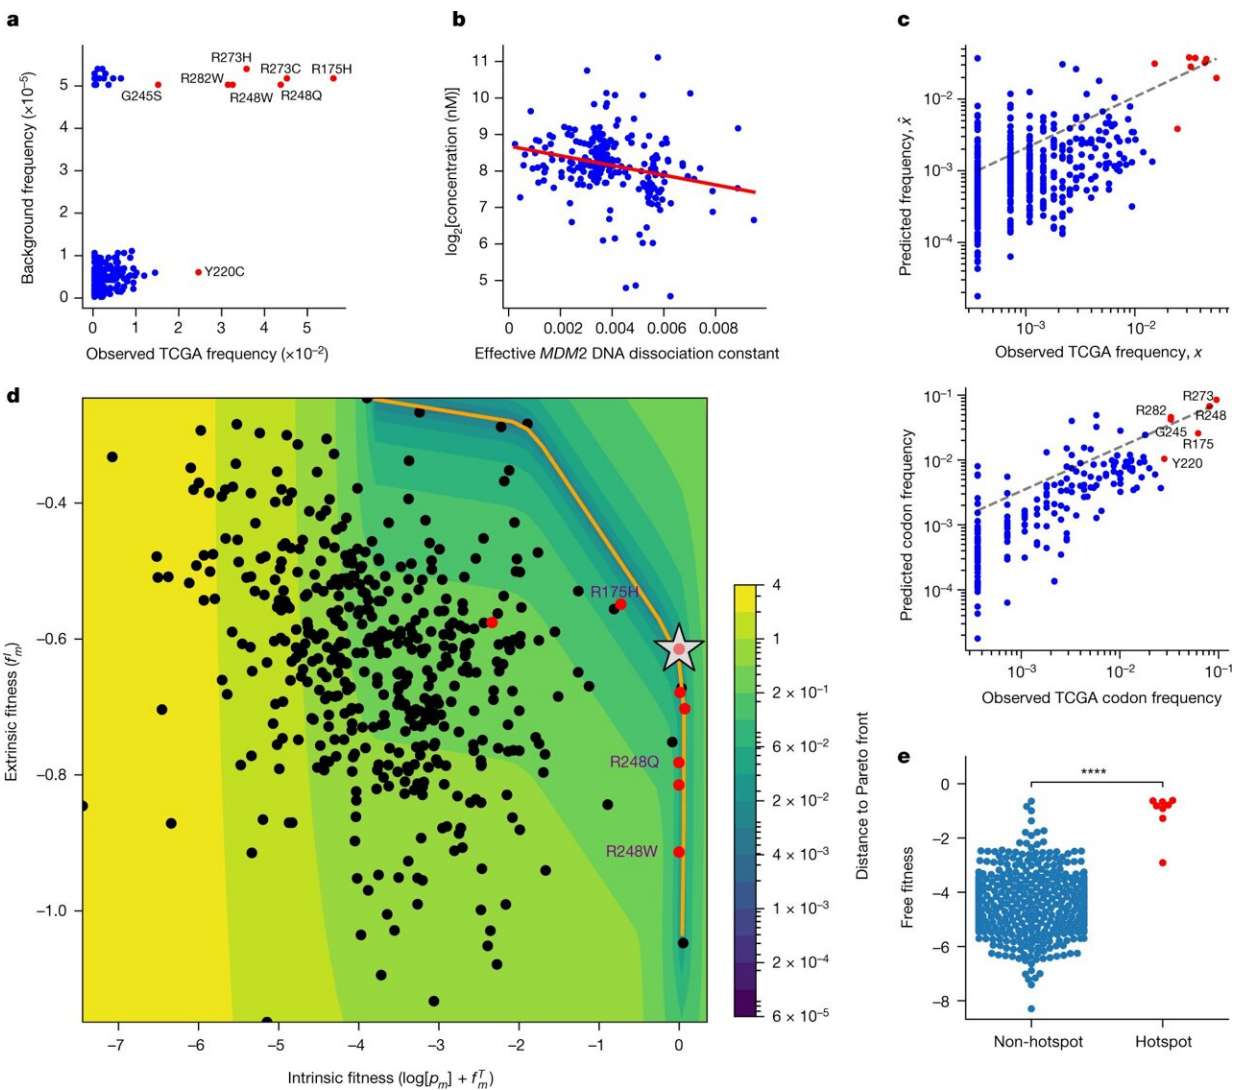 a
Background frequency (×10⁻⁵)
5
4
3
2
1
0
R273H
R273C
R175H
R282W
G245S
R248W
R248Q
Y220C
0 1 2 3 4 5
Observed TCGA frequency (×10⁻²)
b
log₂[concentration (nM)]
11
10
9
8
7
6
5
0 0.002 0.004 0.006 0.008
Effective MDM2 DNA dissociation constant
c
Predicted frequency, x̂
10⁻²
10⁻³
10⁻⁴
10⁻³ 10⁻²
Observed TCGA frequency, x
Predicted codon frequency
10⁻¹
10⁻²
10⁻³
10⁻⁴
R273
R282
R248
G245
R175
Y220
10⁻³ 10⁻² 10⁻¹
Observed TCGA codon frequency
d
Extrinsic fitness (fᴵₘ)
−0.4
−0.6
−0.8
−1.0
R175H
R248Q
R248W
−7 −6 −5 −4 −3 −2 −1 0
Intrinsic fitness (log[pₘ] + fᵀₘ)
4
1
2 × 10⁻¹
6 × 10⁻²
2 × 10⁻²
4 × 10⁻³
1 × 10⁻³
2 × 10⁻⁴
6 × 10⁻⁵
Distance to Pareto front
e
Free fitness
0
−2
−4
−6
−8
****
Non-hotspot Hotspot